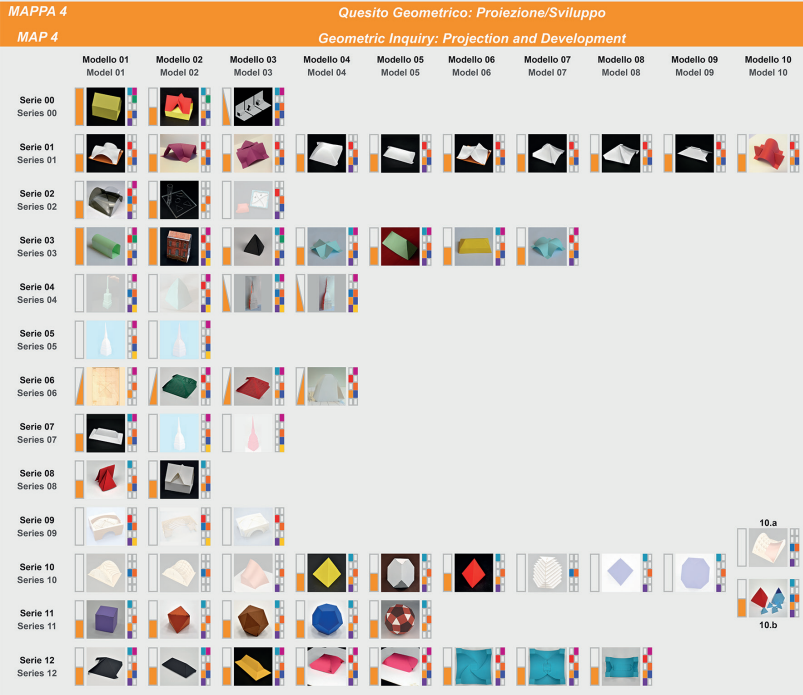 MAPPA 4 Quesito Geometrico: Proiezione/Sviluppo
MAP 4 Geometric Inquiry: Projection and Development
Modello 01 Modello 02 Modello 03 Modello 04 Modello 05 Modello 06 Modello 07 Modello 08 Modello 09 Modello 10
Model 01 Model 02 Model 03 Model 04 Model 05 Model 06 Model 07 Model 08 Model 09 Model 10
Serie 00
Series 00
Serie 01
Series 01
Serie 02
Series 02
Serie 03
Series 03
Serie 04
Series 04
Serie 05
Series 05
Serie 06
Series 06
Serie 07
Series 07
Serie 08
Series 08
Serie 09
Series 09
10.a
Serie 10
Series 10
Serie 11
Series 11
10.b
Serie 12
Series 12